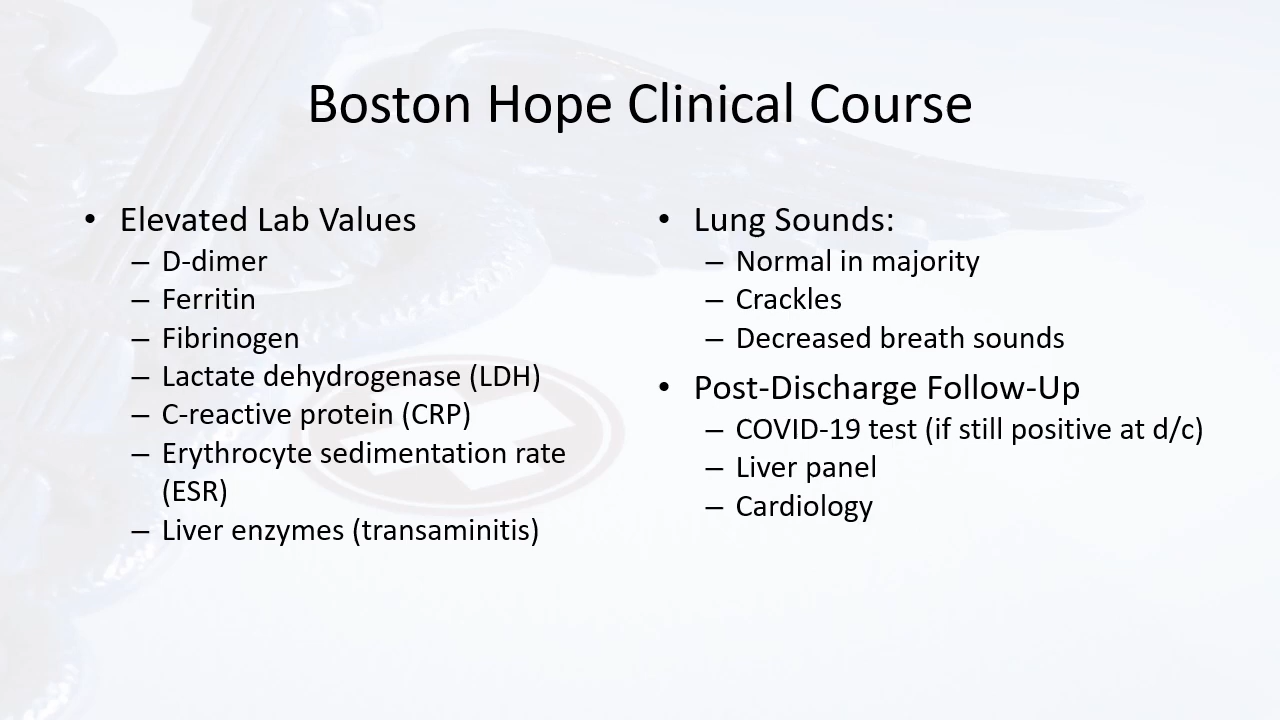 Boston Hope Clinical Course
• Elevated Lab Values
– D-dimer
– Ferritin
– Fibrinogen
– Lactate dehydrogenase (LDH)
– C-reactive protein (CRP)
– Erythrocyte sedimentation rate
(ESR)
– Liver enzymes (transaminitis)
• Lung Sounds:
– Normal in majority
– Crackles
– Decreased breath sounds
• Post-Discharge Follow-Up
– COVID-19 test (if still positive at d/c)
– Liver panel
– Cardiology